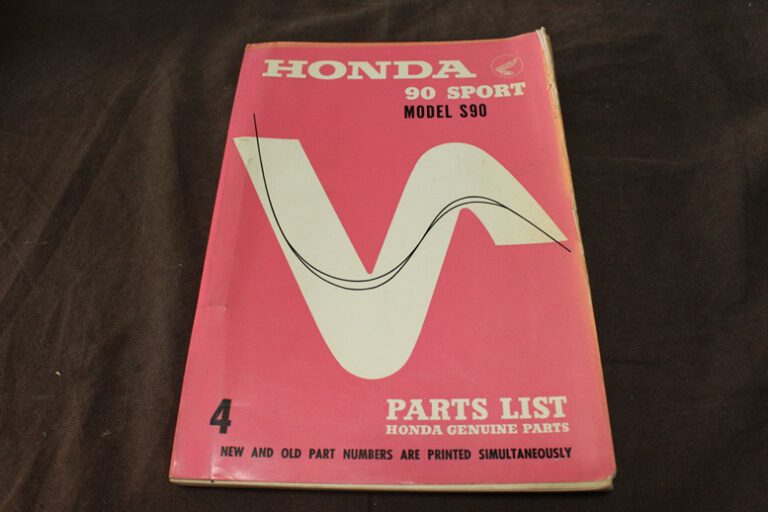 HONDA
90 SPORT
MODEL S90
4
PARTS LIST
HONDA GENUINE PARTS
NEW AND OLD PART NUMBERS ARE PRINTED SIMULTANEOUSLY